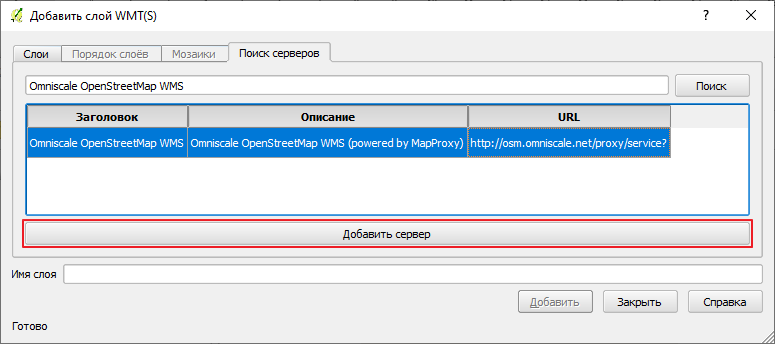 Добавить слой WMT(S)
?
Слои Порядок слоёв Мозаики Поиск серверов
Omniscale OpenStreetMap WMS Поиск
Заголовок Описание URL
Omniscale OpenStreetMap WMS Omniscale OpenStreetMap WMS (powered by MapProxy) http://osm.omniscale.net/proxy/service?
Добавить сервер
Имя слоя
Добавить Закрыть Справка
Готово